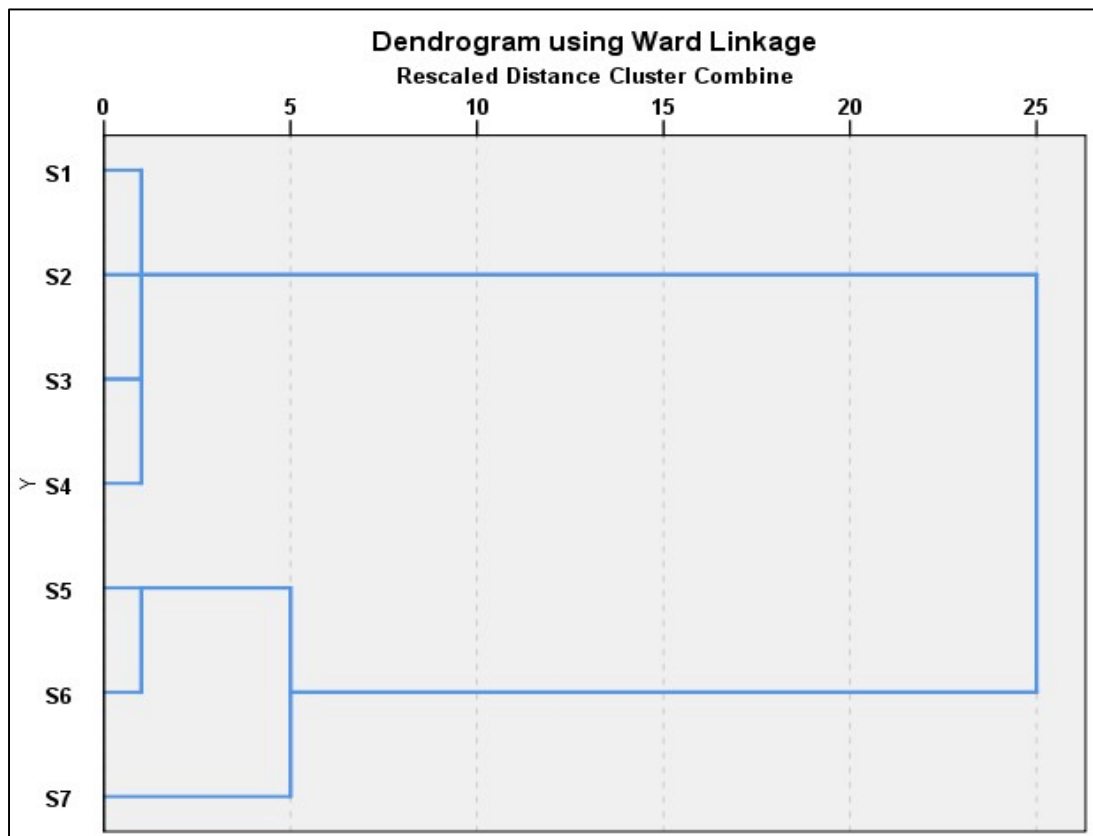 Dendrogram using Ward Linkage
Rescaled Distance Cluster Combine
0 5 10 15 20 25
S1
S2
S3
Y S4
S5
S6
S7